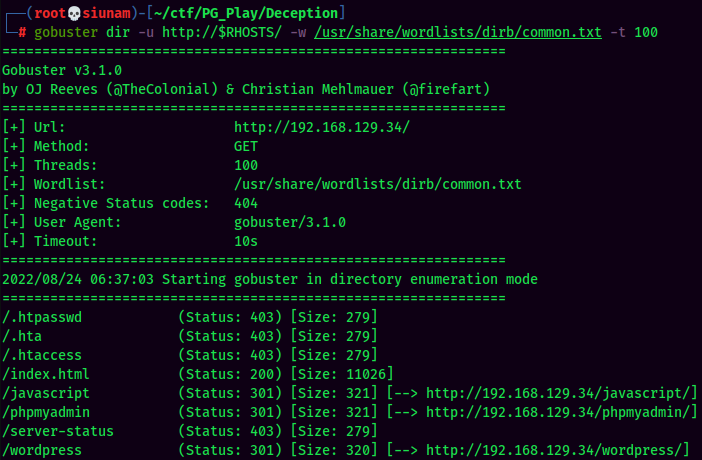 ┌──(root💀siunam)-[~/ctf/PG_Play/Deception]
└─# gobuster dir -u http://$RHOSTS/ -w /usr/share/wordlists/dirb/common.txt -t 100
===============================================================
Gobuster v3.1.0
by OJ Reeves (@TheColonial) & Christian Mehlmauer (@firefart)
===============================================================
[+] Url:                     http://192.168.129.34/
[+] Method:                  GET
[+] Threads:                 100
[+] Wordlist:                /usr/share/wordlists/dirb/common.txt
[+] Negative Status codes:   404
[+] User Agent:              gobuster/3.1.0
[+] Timeout:                 10s
===============================================================
2022/08/24 06:37:03 Starting gobuster in directory enumeration mode
===============================================================
/.htpasswd            (Status: 403) [Size: 279]
/.hta                 (Status: 403) [Size: 279]
/.htaccess            (Status: 403) [Size: 279]
/index.html           (Status: 200) [Size: 11026]
/javascript           (Status: 301) [Size: 321] [--> http://192.168.129.34/javascript/]
/phpmyadmin           (Status: 301) [Size: 321] [--> http://192.168.129.34/phpmyadmin/]
/server-status        (Status: 403) [Size: 279]
/wordpress            (Status: 301) [Size: 320] [--> http://192.168.129.34/wordpress/]